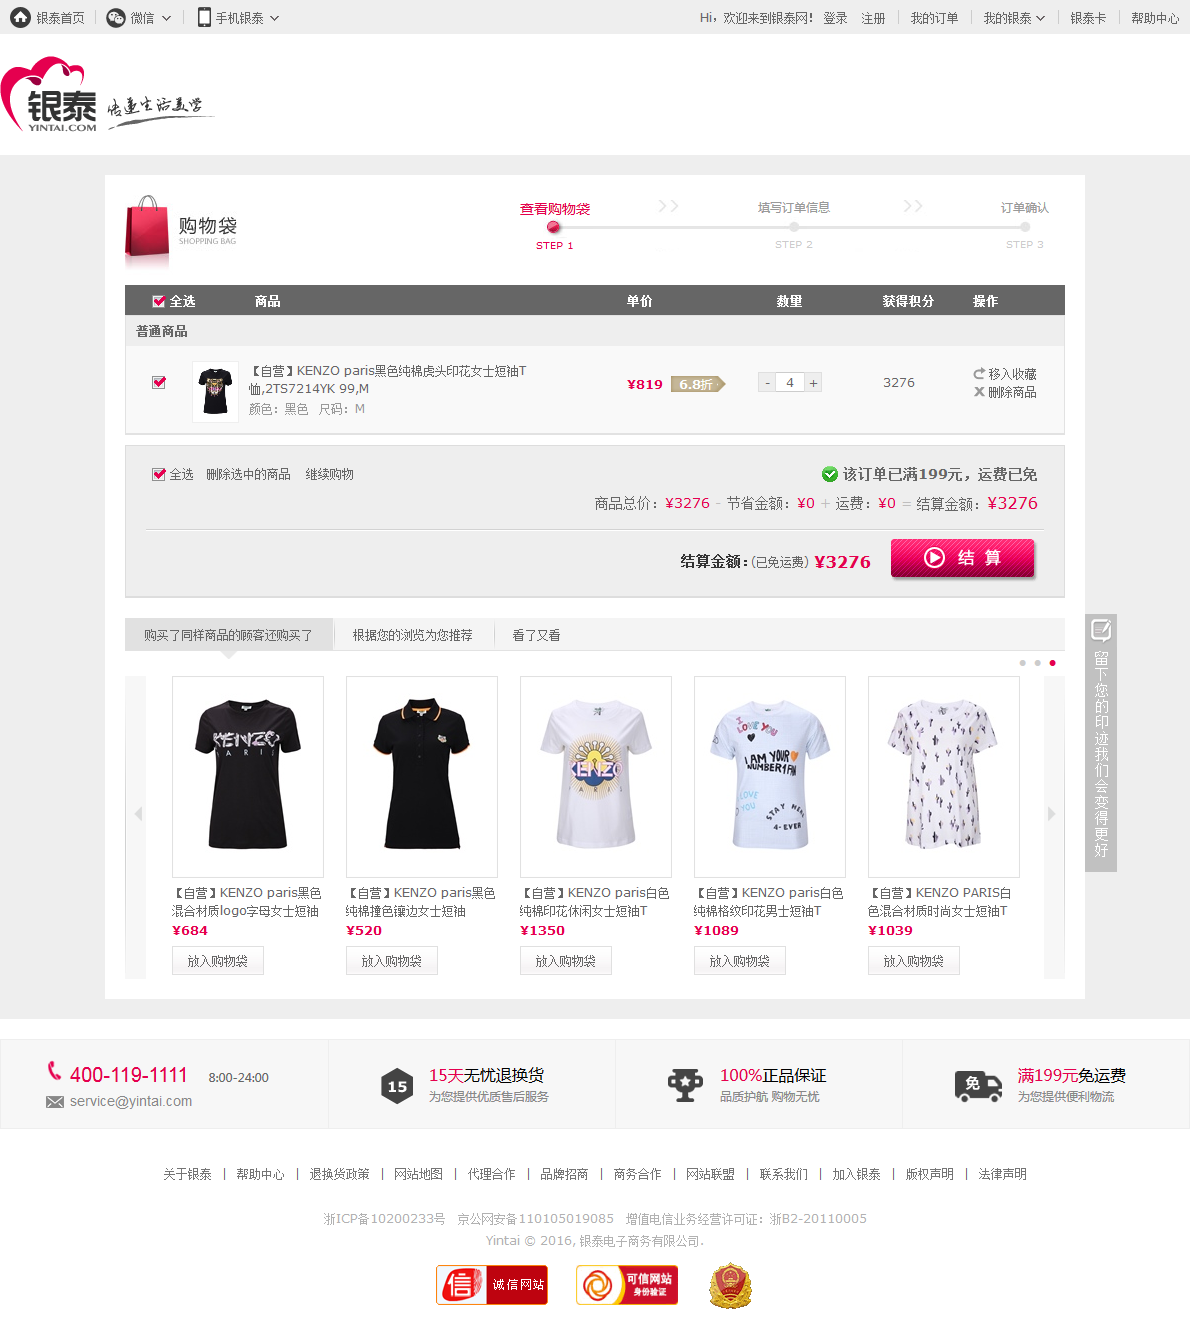 银泰首页 微信 手机银泰 Hi，欢迎来到银泰网！ 登录 注册 我的订单 我的银泰 银泰卡 帮助中心
银泰
YINTAI.COM
购物袋
SHOPPING BAG
查看购物袋 填写订单信息 订单确认
STEP 1 STEP 2 STEP 3
全选 商品 单价 数量 获得积分 操作
普通商品
【自营】KENZO paris黑色纯棉虎头印花女士短袖T
恤,2TS7214YK 99,M
颜色：黑色 尺码：M
¥819 6.8折 - 4 + 3276 移入收藏
删除商品
全选 删除选中的商品 继续购物 该订单已满199元，运费已免
商品总价：¥3276 - 节省金额：¥0 + 运费：¥0 = 结算金额：¥3276
结算金额：(已免运费) ¥3276 结 算
购买了同样商品的顾客还购买了 根据您的浏览为您推荐 看了又看
留下您的印迹我们会变得更好
KENZO
PARIS
KENZO
PARIS
I LOVE YOU
I AM YOUR
NUMBER 1 FAN
LOVE YOU
STAY HERE
4-EVER
【自营】KENZO paris黑色 【自营】KENZO paris黑色 【自营】KENZO paris白色 【自营】KENZO paris白色 【自营】KENZO PARIS白
混合材质logo字母女士短袖 纯棉撞色镶边女士短袖 纯棉印花休闲女士短袖T 纯棉格纹印花男士短袖T 色混合材质时尚女士短袖T
¥684 ¥520 ¥1350 ¥1089 ¥1039
放入购物袋 放入购物袋 放入购物袋 放入购物袋 放入购物袋
400-119-1111 8:00-24:00
service@yintai.com
15 15天无忧退换货
为您提供优质售后服务
100%正品保证
品质护航 购物无忧
免 满199元免运费
为您提供便利物流
关于银泰 | 帮助中心 | 退换货政策 | 网站地图 | 代理合作 | 品牌招商 | 商务合作 | 网站联盟 | 联系我们 | 加入银泰 | 版权声明 | 法律声明
浙ICP备10200233号 京公网安备110105019085 增值电信业务经营许可证：浙B2-20110005
Yintai © 2016, 银泰电子商务有限公司.
信 诚信网站 可信网站
身份验证